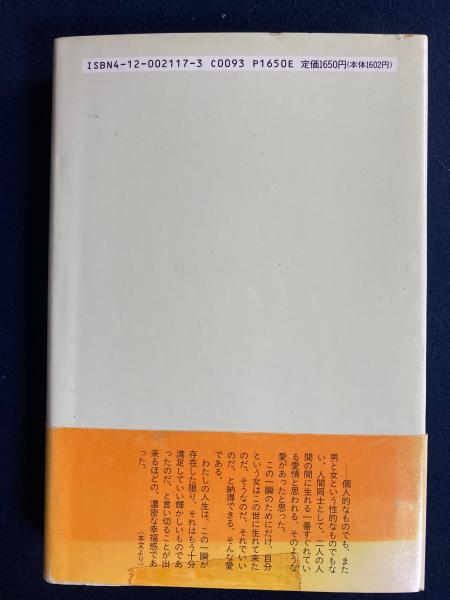 ISBN4-12-002117-3 C0093 P1650E 定価1650円(本体1602円)
――個人的なものでも、また
男と女という性的なものでもな
い、人間同士として、二人の人
間の間に生れる一番すぐれてい
る愛情と思われる、そのような
愛があったと思った。
この一瞬のためにだけ、自分
という女はこの世に生れて来た
のだ、そうなのだ、それでいい
のだ、と納得できる、そんな愛
である。
わたしの人生は、この一瞬が
存在した限り、それはもう十分
満足していい輝かしいものであ
ったのだ、と言い切ることが出
来るほどの、濃密な幸福感であ
った。
(本文より)